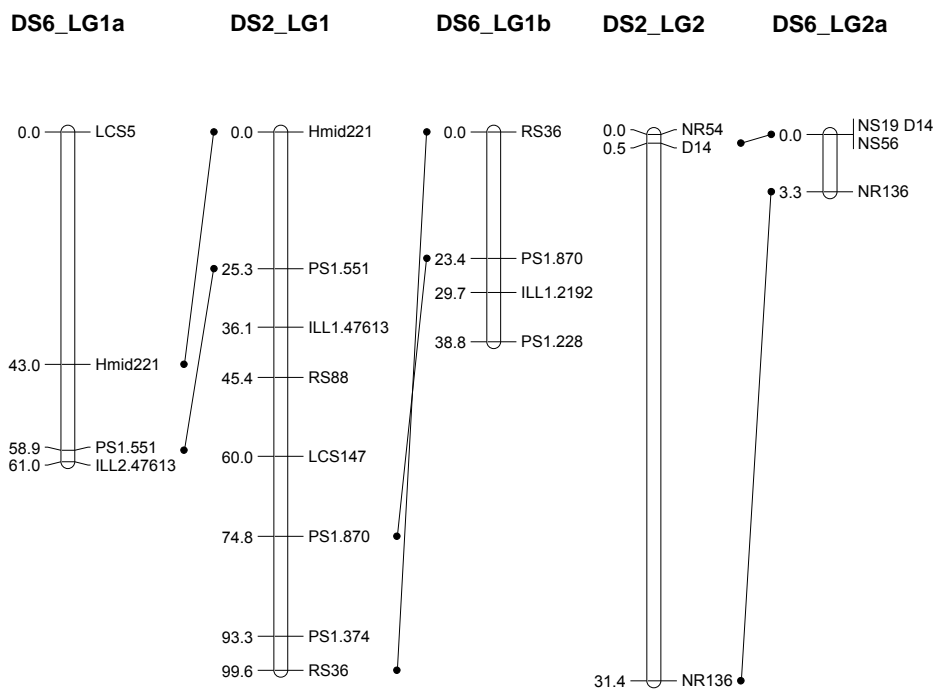 DS6_LG1a
0.0 LCS5
43.0 Hmid221
58.9 PS1.551
61.0 ILL2.47613
DS2_LG1
0.0 Hmid221
25.3 PS1.551
36.1 ILL1.47613
45.4 RS88
60.0 LCS147
74.8 PS1.870
93.3 PS1.374
99.6 RS36
DS6_LG1b
0.0 RS36
23.4 PS1.870
29.7 ILL1.2192
38.8 PS1.228
DS2_LG2
0.0 NR54
0.5 D14
31.4 NR136
DS6_LG2a
0.0 NS19 D14
NS56
3.3 NR136